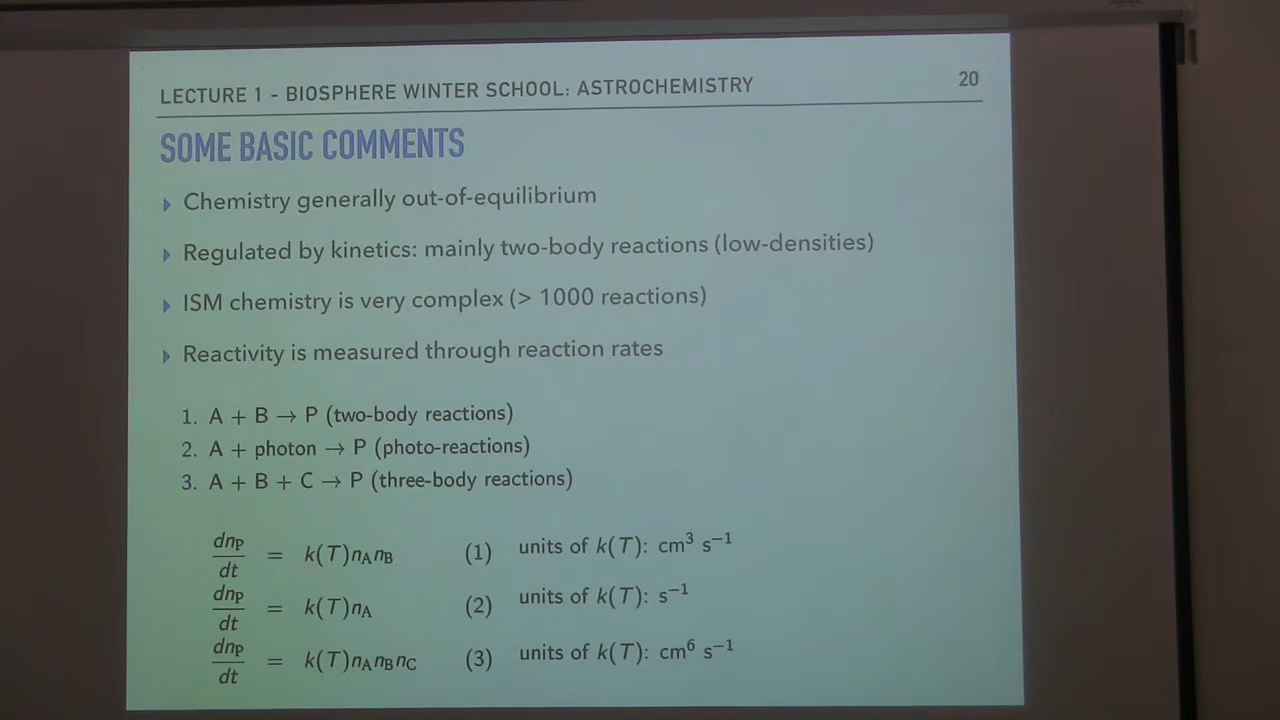 LECTURE 1 - BIOSPHERE WINTER SCHOOL: ASTROCHEMISTRY 20
SOME BASIC COMMENTS
Chemistry generally out-of-equilibrium
Regulated by kinetics: mainly two-body reactions (low-densities)
ISM chemistry is very complex (> 1000 reactions)
Reactivity is measured through reaction rates
1. A + B → P (two-body reactions)
2. A + photon → P (photo-reactions)
3. A + B + C → P (three-body reactions)
dnP/dt = k(T)nAnB (1) units of k(T): cm³ s⁻¹
dnP/dt = k(T)nA (2) units of k(T): s⁻¹
dnP/dt = k(T)nAnBnC (3) units of k(T): cm⁶ s⁻¹